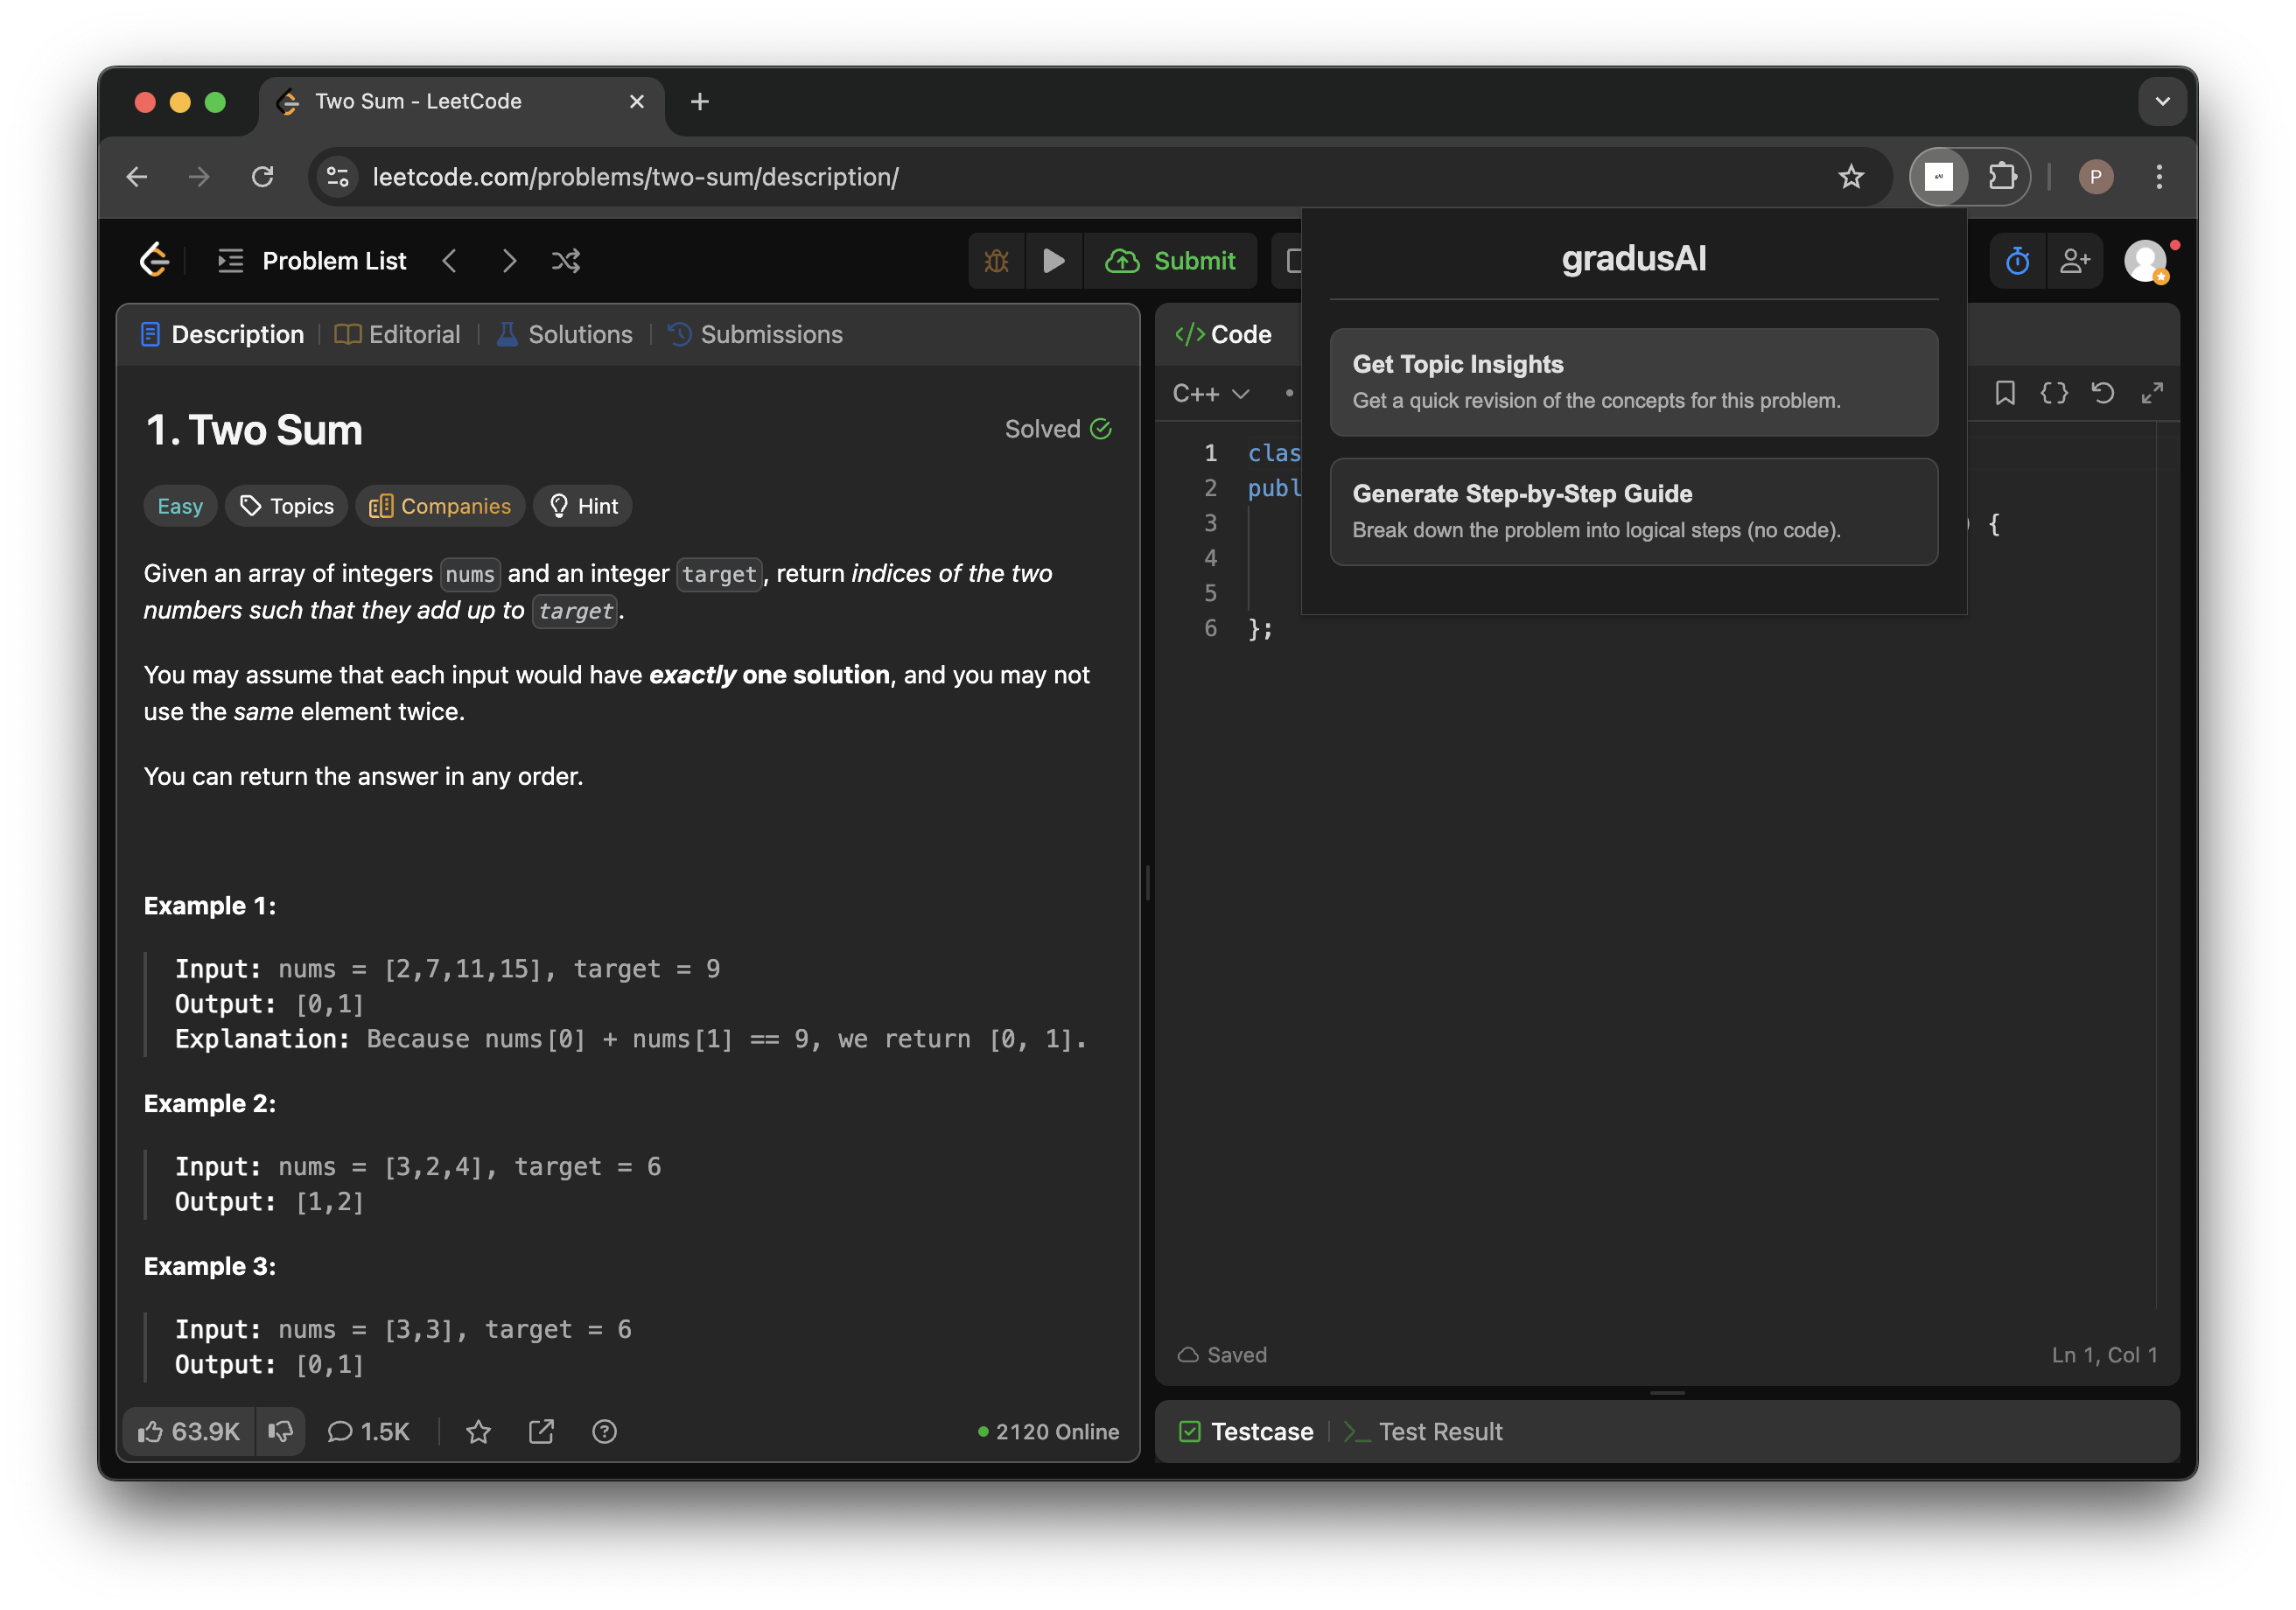 Two Sum - LeetCode
leetcode.com/problems/two-sum/description/
P
Problem List
Submit
gradusAI
Get Topic Insights
Get a quick revision of the concepts for this problem.
Generate Step-by-Step Guide
Break down the problem into logical steps (no code).
Description
Editorial
Solutions
Submissions
1. Two Sum
Solved
Easy
Topics
Companies
Hint
Given an array of integers nums and an integer target, return indices of the two
numbers such that they add up to target.
You may assume that each input would have exactly one solution, and you may not
use the same element twice.
You can return the answer in any order.
Example 1:
Input: nums = [2,7,11,15], target = 9
Output: [0,1]
Explanation: Because nums[0] + nums[1] == 9, we return [0, 1].
Example 2:
Input: nums = [3,2,4], target = 6
Output: [1,2]
Example 3:
Input: nums = [3,3], target = 6
Output: [0,1]
63.9K
1.5K
2120 Online
</> Code
C++
1 clas
2 publ
3 ) {
4
5
6 };
Saved
Ln 1, Col 1
Testcase
Test Result